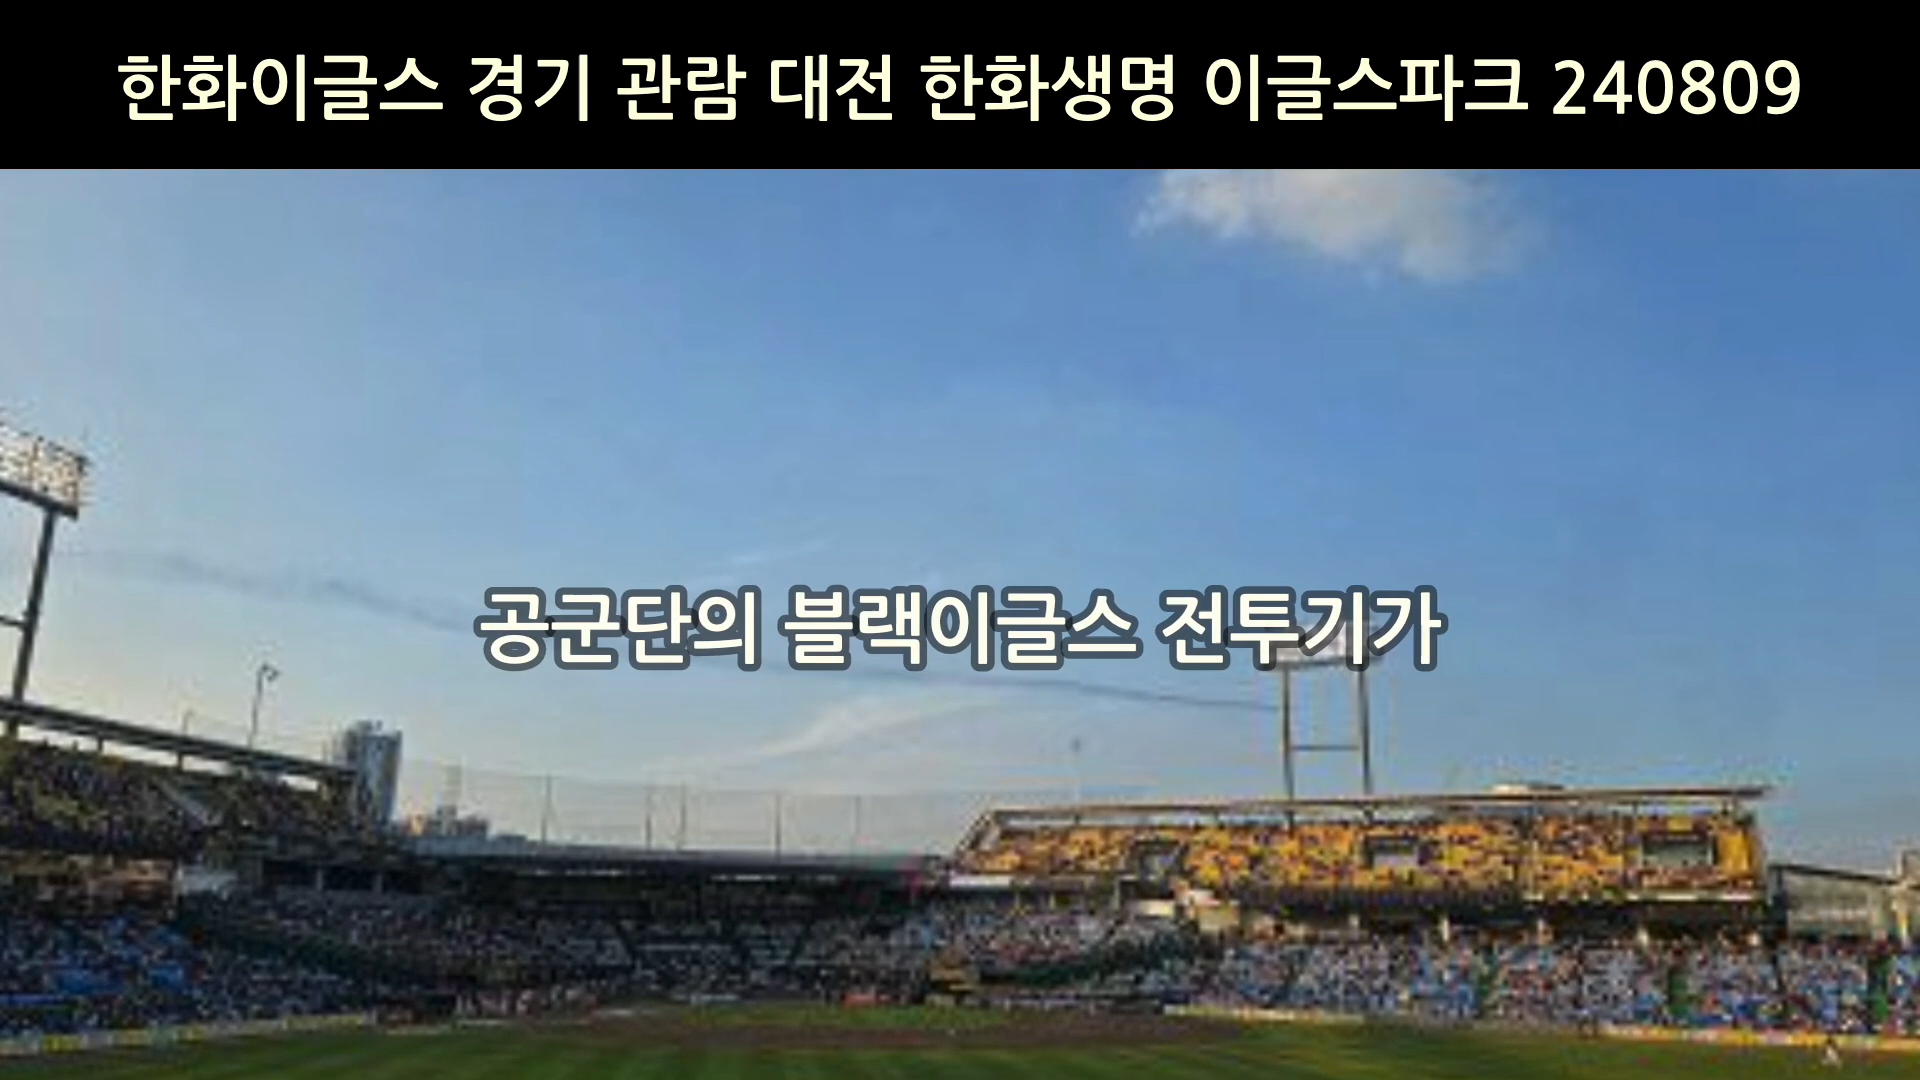 한화이글스 경기 관람 대전 한화생명 이글스파크 240809
공군단의 블랙이글스 전투기가